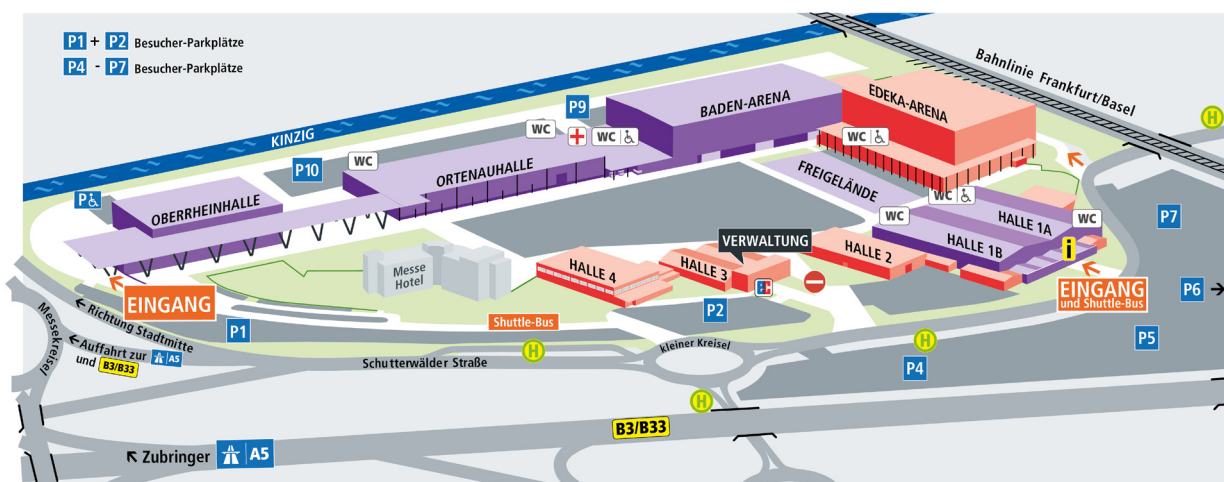 P1 + P2 Besucher-Parkplätze
P4 - P7 Besucher-Parkplätze
Bahnlinie Frankfurt/Basel
H
KINZIG
P9
BADEN-ARENA
EDEKA-ARENA
WC
WC
WC
WC
P10
ORTENAUHALLE
FREIGELÄNDE
WC
P
OBERRHEINHALLE
WC
HALLE 1A
WC
P7
VERWALTUNG
HALLE 2
HALLE 1B
i
Messe
Hotel
HALLE 4
HALLE 3
EINGANG
EINGANG
und Shuttle-Bus
P6
P2
Shuttle-Bus
P1
P5
Messekreisel
Richtung Stadtmitte
Auffahrt zur A5
und B3/B33
Schutterwälder Straße
H
kleiner Kreisel
H
P4
H
B3/B33
Zubringer A5